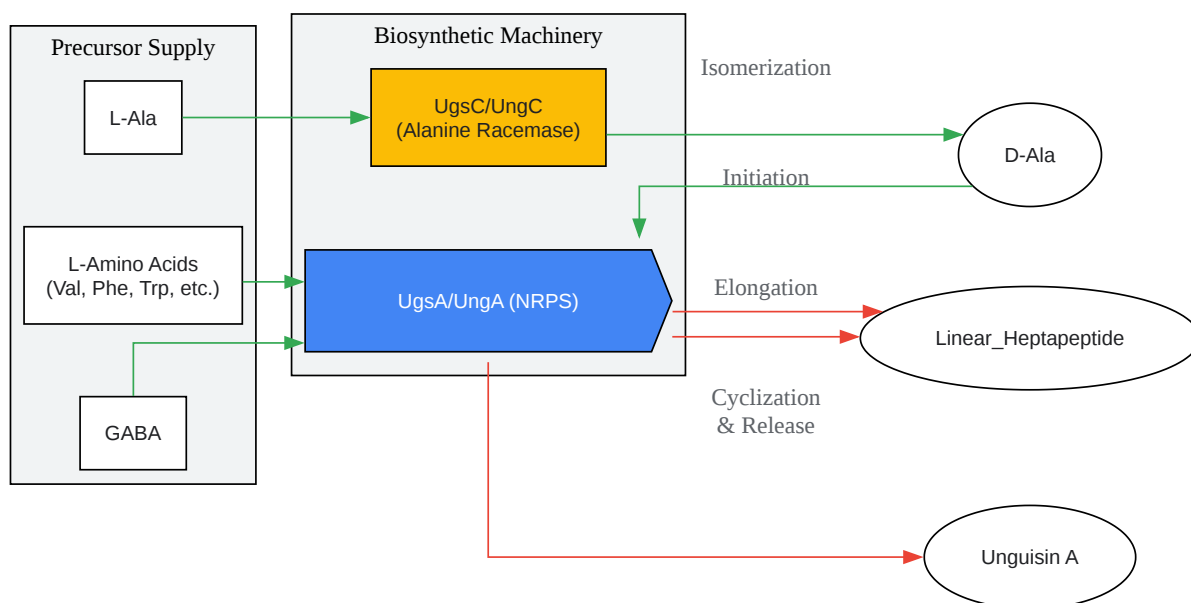 Precursor Supply
Biosynthetic Machinery
Isomerization
L-Ala
UgsC/UngC
(Alanine Racemase)
D-Ala
Initiation
L-Amino Acids
(Val, Phe, Trp, etc.)
UgsA/UngA (NRPS)
Elongation
Linear_Heptapeptide
Cyclization
& Release
GABA
Unguisin A